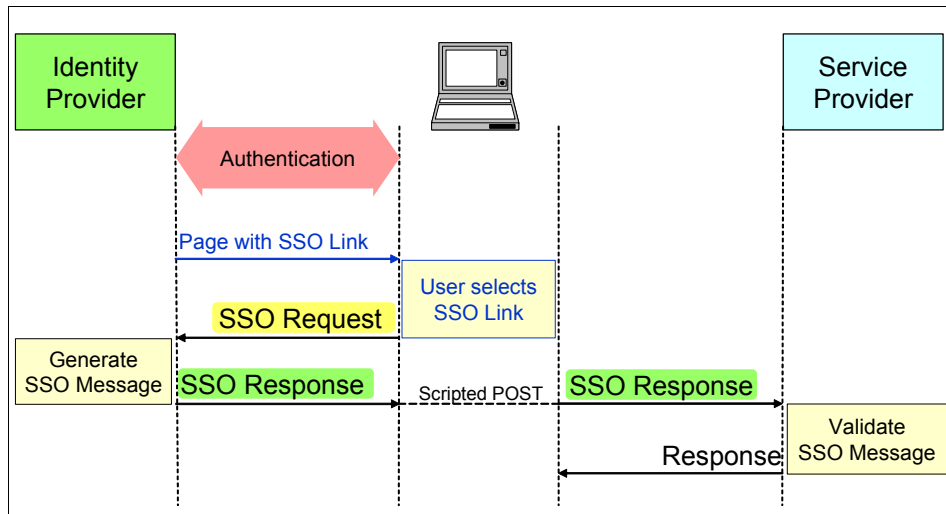 Identity
Provider
Service
Provider
Authentication
Page with SSO Link
User selects
SSO Link
SSO Request
Generate
SSO Message
SSO Response
Scripted POST
SSO Response
Validate
SSO Message
Response